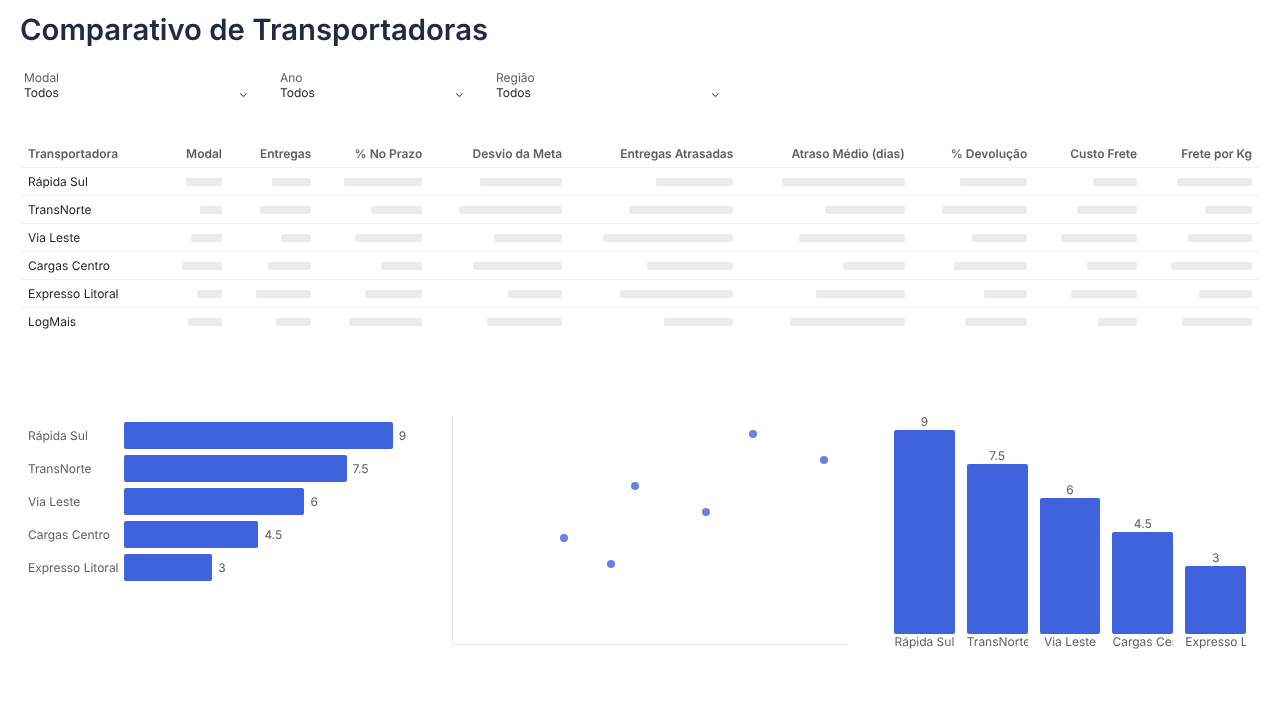 Comparativo de Transportadoras
Modal
Todos
Ano
Todos
Região
Todos
Transportadora Modal Entregas % No Prazo Desvio da Meta Entregas Atrasadas Atraso Médio (dias) % Devolução Custo Frete Frete por Kg
Rápida Sul
TransNorte
Via Leste
Cargas Centro
Expresso Litoral
LogMais
Rápida Sul 9
TransNorte 7.5
Via Leste 6
Cargas Centro 4.5
Expresso Litoral 3
9 7.5 6 4.5 3
Rápida Sul TransNorte Via Leste Cargas Cer Expresso L